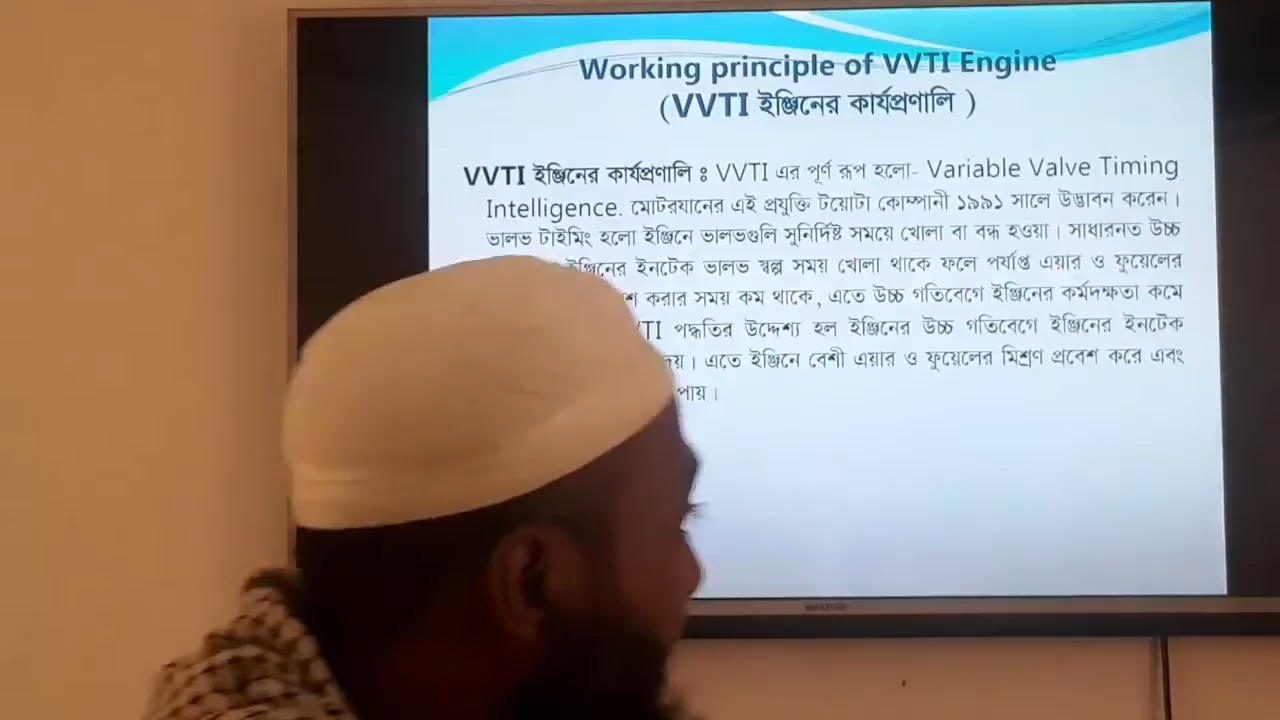 Working principle of VVTI Engine
(VVTI ইঞ্জিনের কার্যপ্রণালি )
VVTI ইঞ্জিনের কার্যপ্রণালি ঃ VVTI এর পূর্ণ রূপ হলো- Variable Valve Timing
Intelligence. মোটরযানের এই প্রযুক্তি টয়োটা কোম্পানী ১৯৯১ সালে উদ্ভাবন করেন।
ভালভ টাইমিং হলো ইঞ্জিনে ভালভগুলি সুনির্দিষ্ট সময়ে খোলা বা বন্ধ হওয়া। সাধারনত উচ্চ
ইঞ্জিনের ইনটেক ভালভ স্বল্প সময় খোলা থাকে ফলে পর্যাপ্ত এয়ার ও ফুয়েলের
করার সময় কম থাকে, এতে উচ্চ গতিবেগে ইঞ্জিনের কর্মদক্ষতা কমে
পদ্ধতির উদ্দেশ্য হল ইঞ্জিনের উচ্চ গতিবেগে ইঞ্জিনের ইনটেক
এতে ইঞ্জিনে বেশী এয়ার ও ফুয়েলের মিশ্রণ প্রবেশ করে এবং
পায়।